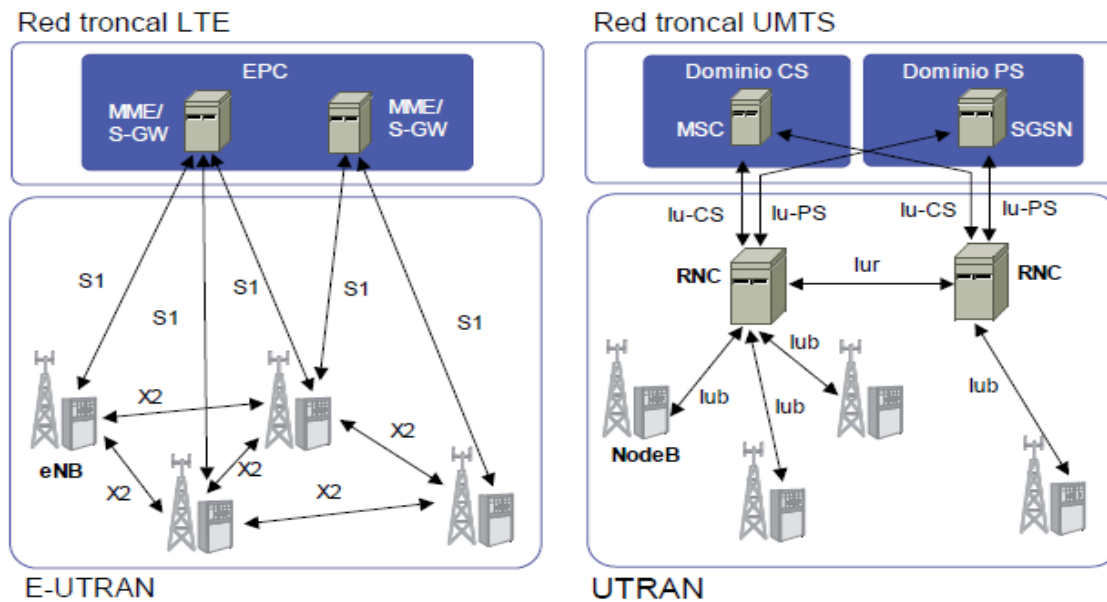 Red troncal LTE
EPC
MME/
S-GW
MME/
S-GW
S1
S1
S1
S1
S1
X2
X2
X2
X2
X2
eNB
E-UTRAN
Red troncal UMTS
Dominio CS
Dominio PS
MSC
SGSN
Iu-CS
Iu-PS
Iu-CS
Iu-PS
RNC
Iur
RNC
Iub
Iub
Iub
Iub
NodeB
UTRAN